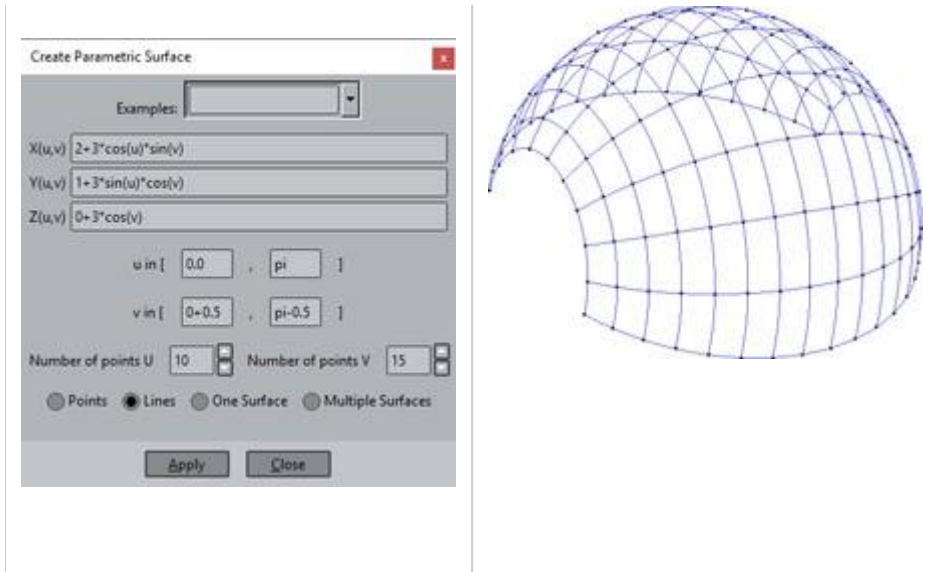 Create Parametric Surface
x
Examples:
X(u,v) 2+3*cos(u)*sin(v)
Y(u,v) 1+3*sin(u)*cos(v)
Z(u,v) 0+3*cos(v)
u in [ 0.0 , pi ]
v in [ 0+0.5 , pi-0.5 ]
Number of points U 10 Number of points V 15
Points Lines One Surface Multiple Surfaces
Apply Close